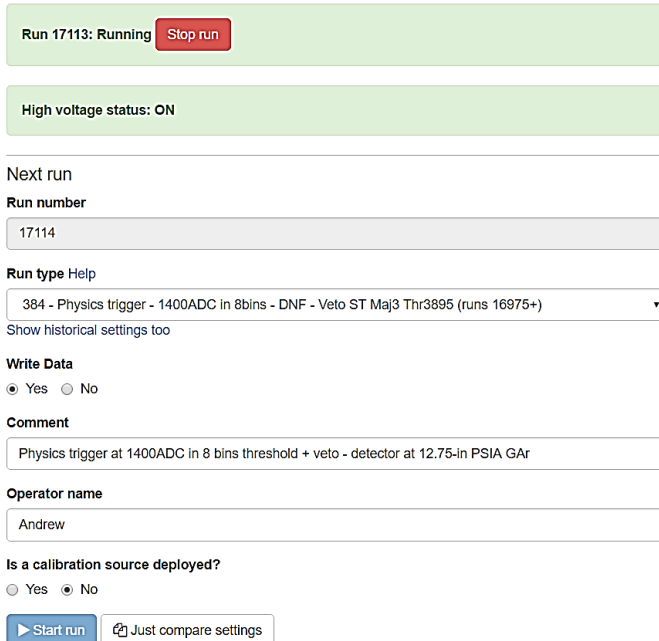 Run 17113: Running Stop run
High voltage status: ON
Next run
Run number
17114
Run type Help
384 - Physics trigger - 1400ADC in 8bins - DNF - Veto ST Maj3 Thr3895 (runs 16975+)
Show historical settings too
Write Data
Yes No
Comment
Physics trigger at 1400ADC in 8 bins threshold + veto - detector at 12.75-in PSIA GAr
Operator name
Andrew
Is a calibration source deployed?
Yes No
Start run Just compare settings